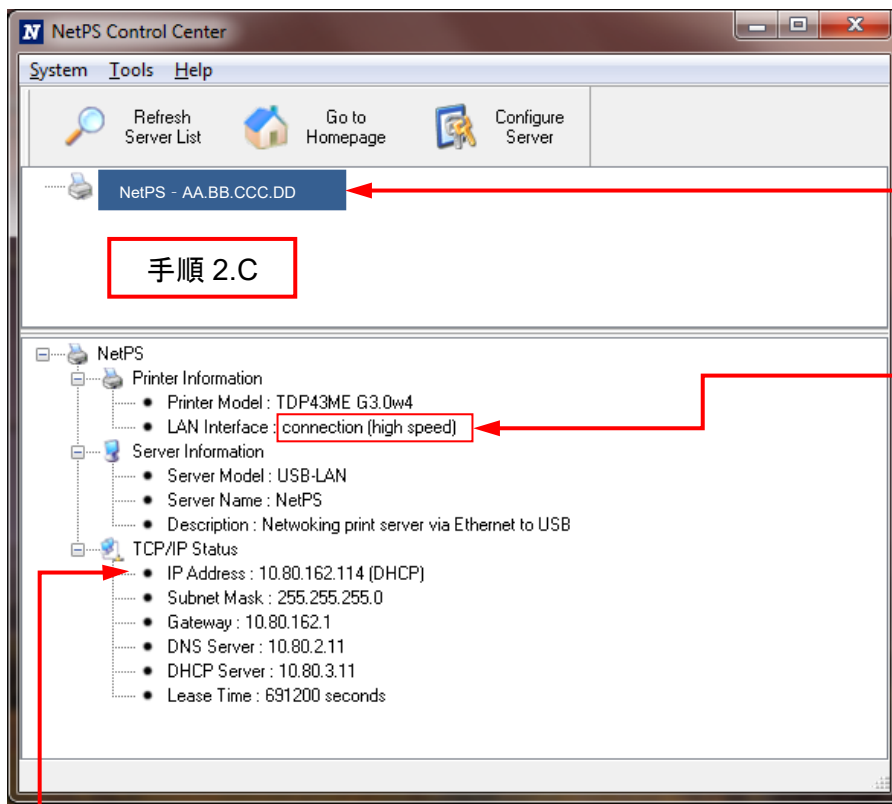 NetPS Control Center
System Tools Help
Refresh Server List
Go to Homepage
Configure Server
NetPS - AA.BB.CCC.DD
手順 2.C
NetPS
Printer Information
Printer Model : TDP43ME G3.0w4
LAN Interface : connection (high speed)
Server Information
Server Model : USB-LAN
Server Name : NetPS
Description : Netwoking print server via Ethernet to USB
TCP/IP Status
IP Address : 10.80.162.114 (DHCP)
Subnet Mask : 255.255.255.0
Gateway : 10.80.162.1
DNS Server : 10.80.2.11
DHCP Server : 10.80.3.11
Lease Time : 691200 seconds